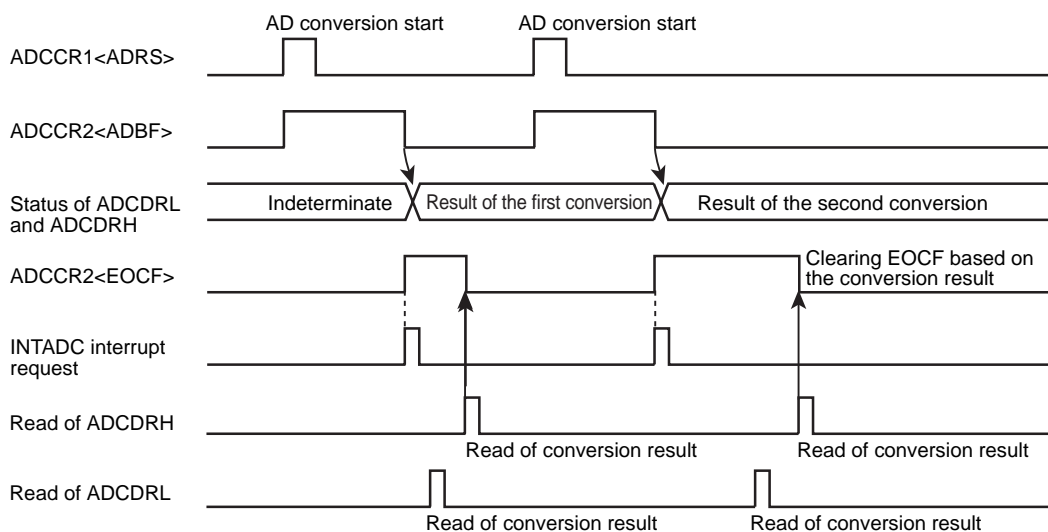 AD conversion start
AD conversion start
ADCCR1<ADRS>
ADCCR2<ADBF>
Status of ADCDRL
and ADCDRH
Indeterminate
Result of the first conversion
Result of the second conversion
ADCCR2<EOCF>
Clearing EOCF based on
the conversion result
INTADC interrupt
request
Read of ADCDRH
Read of conversion result
Read of conversion result
Read of ADCDRL
Read of conversion result
Read of conversion result